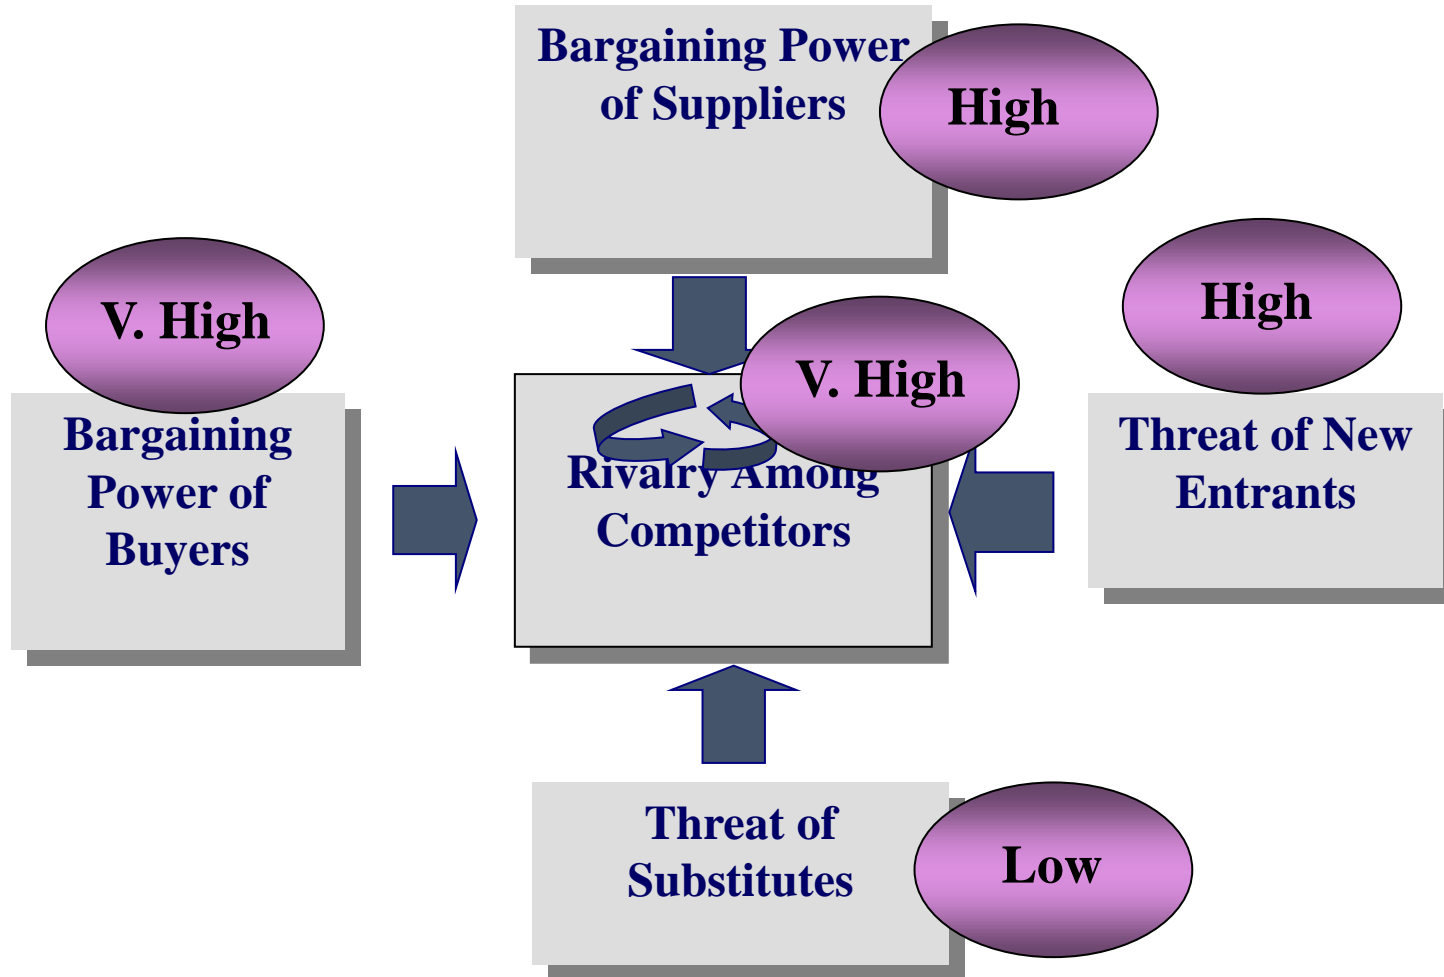 Bargaining Power
of Suppliers
High
V. High
Bargaining
Power of
Buyers
V. High
Rivalry Among
Competitors
High
Threat of New
Entrants
Threat of
Substitutes
Low